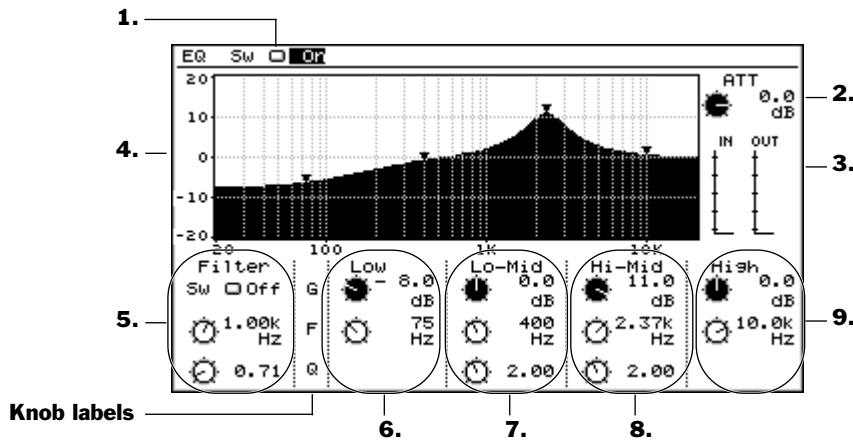 1.
EQ Sw On
20
10
0
-10
-20
20 100 1K 10K
ATT
0.0
dB
2.
IN OUT
3.
4.
Filter
Sw Off
1.00k
Hz
0.71
5.
G
F
Q
Knob labels
Low
- 8.0
dB
75
Hz
6.
Lo-Mid
0.0
dB
400
Hz
2.00
7.
Hi-Mid
11.0
dB
2.37k
Hz
2.00
8.
High
0.0
dB
10.0k
Hz
9.